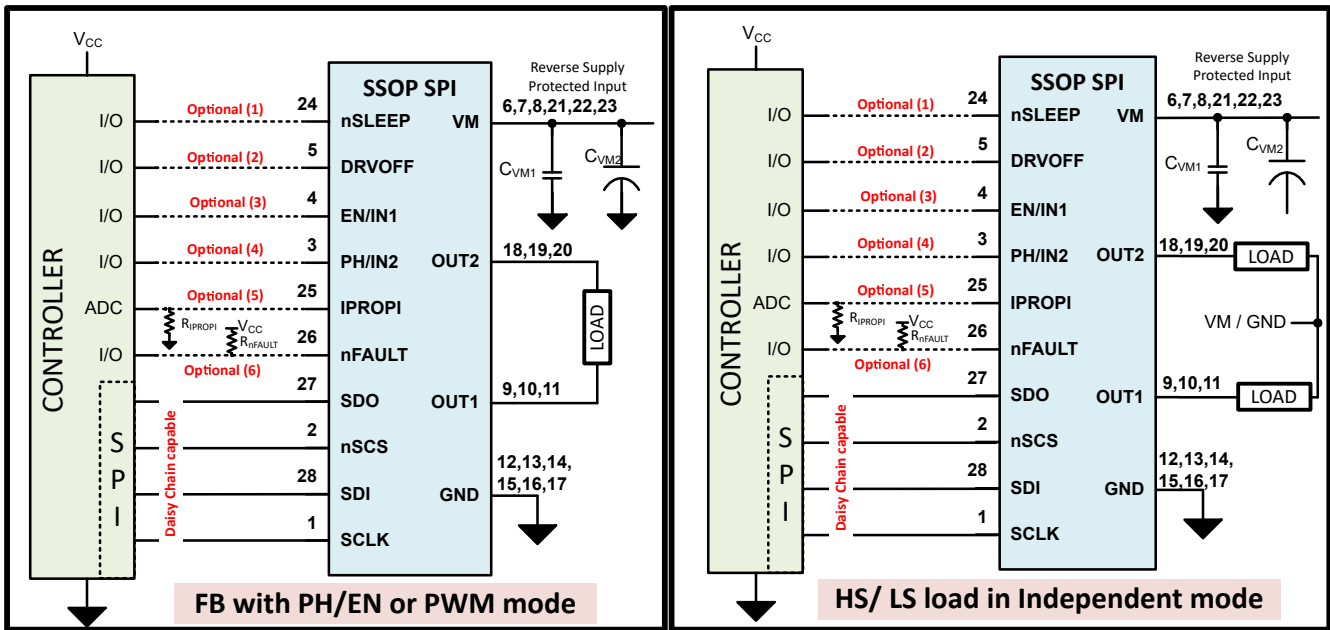 VCC
CONTROLLER
I/O
I/O
I/O
I/O
ADC
I/O
S
P
I
Optional (1)
Optional (2)
Optional (3)
Optional (4)
Optional (5)
RIPROPI
VCC
RnFAULT
Optional (6)
Daisy Chain capable
24
5
4
3
25
26
27
2
28
1
SSOP SPI
nSLEEP
DRVOFF
EN/IN1
PH/IN2
IPROPI
nFAULT
SDO
nSCS
SDI
SCLK
VM
OUT2
OUT1
GND
Reverse Supply
Protected Input
6,7,8,21,22,23
CVM1
CVM2
18,19,20
LOAD
9,10,11
12,13,14,
15,16,17
FB with PH/EN or PWM mode
VCC
CONTROLLER
I/O
I/O
I/O
I/O
ADC
I/O
S
P
I
Optional (1)
Optional (2)
Optional (3)
Optional (4)
Optional (5)
RIPROPI
VCC
RnFAULT
Optional (6)
Daisy Chain capable
24
5
4
3
25
26
27
2
28
1
SSOP SPI
nSLEEP
DRVOFF
EN/IN1
PH/IN2
IPROPI
nFAULT
SDO
nSCS
SDI
SCLK
VM
OUT2
OUT1
GND
Reverse Supply
Protected Input
6,7,8,21,22,23
CVM1
CVM2
18,19,20
LOAD
VM / GND
9,10,11
LOAD
12,13,14,
15,16,17
HS/ LS load in Independent mode